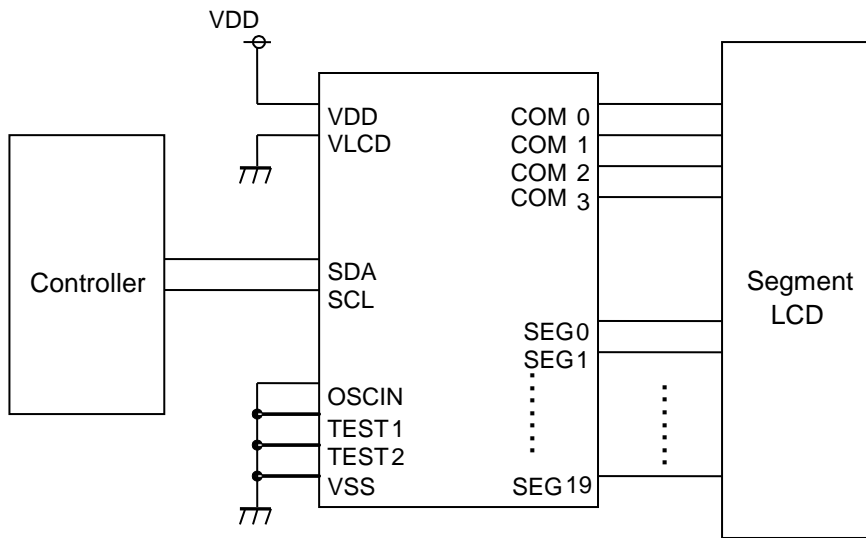 VDD
VDD
VLCD
SDA
SCL
OSCIN
TEST1
TEST2
VSS
COM 0
COM 1
COM 2
COM 3
SEG0
SEG1
SEG19
Controller
Segment
LCD